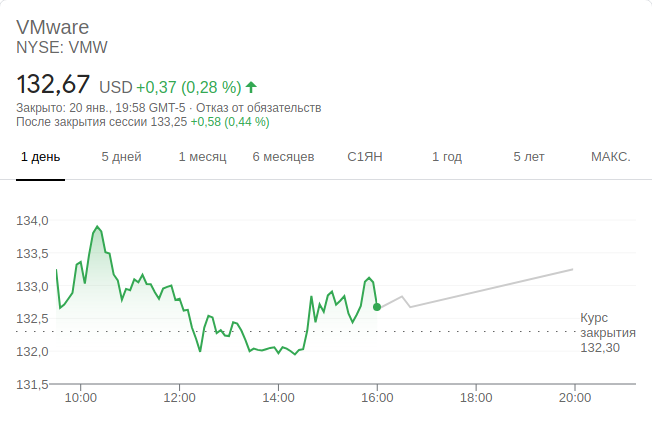 VMware
NYSE: VMW
132,67 USD +0,37 (0,28 %)
Закрыто: 20 янв., 19:58 GMT-5 · Отказ от обязательств
После закрытия сессии 133,25 +0,58 (0,44 %)
1 день 5 дней 1 месяц 6 месяцев С1ЯН 1 год 5 лет МАКС.
134,0
133,5
133,0
132,5
132,0
131,5
Курс
закрытия
132,30
10:00 12:00 14:00 16:00 18:00 20:00